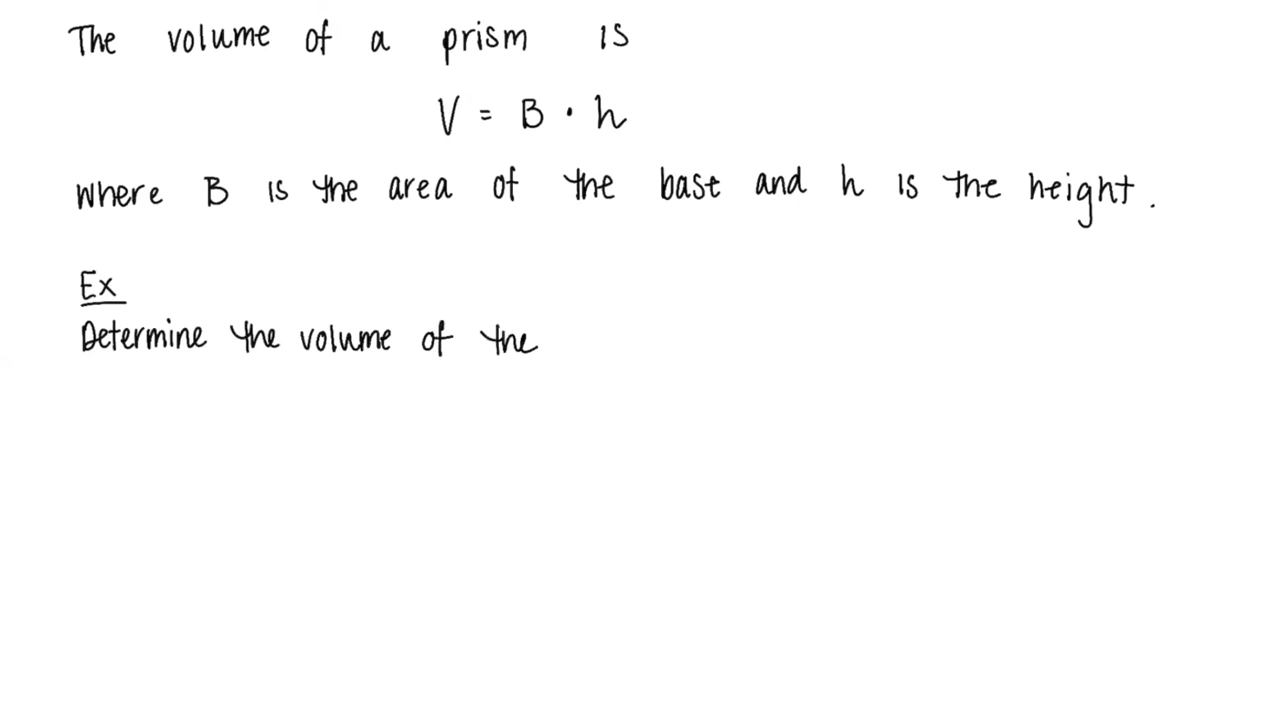 The volume of a prism is
V = B · h
where B is the area of the base and h is the height.
Ex
Determine the volume of the